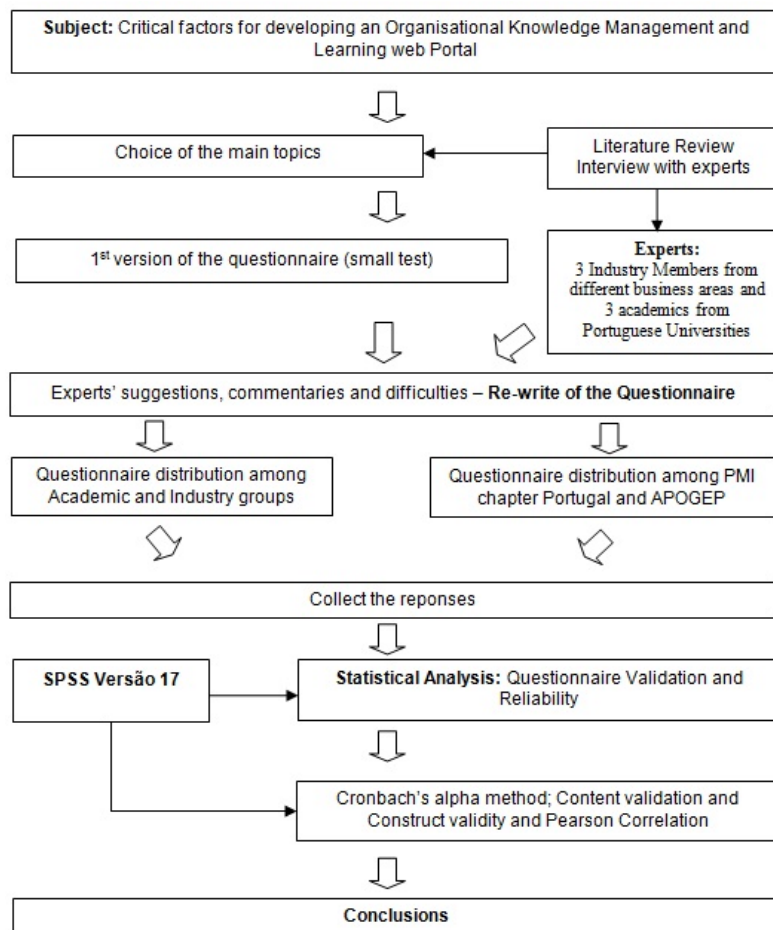 Subject: Critical factors for developing an Organisational Knowledge Management and
Learning web Portal
Choice of the main topics
Literature Review
Interview with experts
1st version of the questionnaire (small test)
Experts:
3 Industry Members from
different business areas and
3 academics from
Portuguese Universities
Experts' suggestions, commentaries and difficulties – Re-write of the Questionnaire
Questionnaire distribution among
Academic and Industry groups
Questionnaire distribution among PMI
chapter Portugal and APOGEP
Collect the reponses
SPSS Versão 17
Statistical Analysis: Questionnaire Validation and
Reliability
Cronbach's alpha method; Content validation and
Construct validity and Pearson Correlation
Conclusions